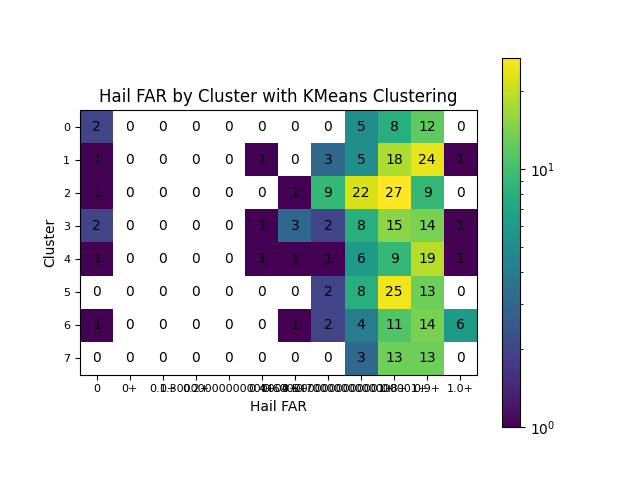 Hail FAR by Cluster with KMeans Clustering
0 2 0 0 0 0 0 0 0 5 8 12 0
1 1 0 0 0 0 1 0 3 5 18 24 1
2 1 0 0 0 0 0 1 9 22 27 9 0
3 2 0 0 0 0 1 3 2 8 15 14 1
4 1 0 0 0 0 1 1 1 6 9 19 1
5 0 0 0 0 0 0 0 2 8 25 13 0
6 1 0 0 0 0 0 1 2 4 11 14 6
7 0 0 0 0 0 0 0 0 3 13 13 0
0 0+ 1.0+
Hail FAR
Cluster
10¹
10⁰